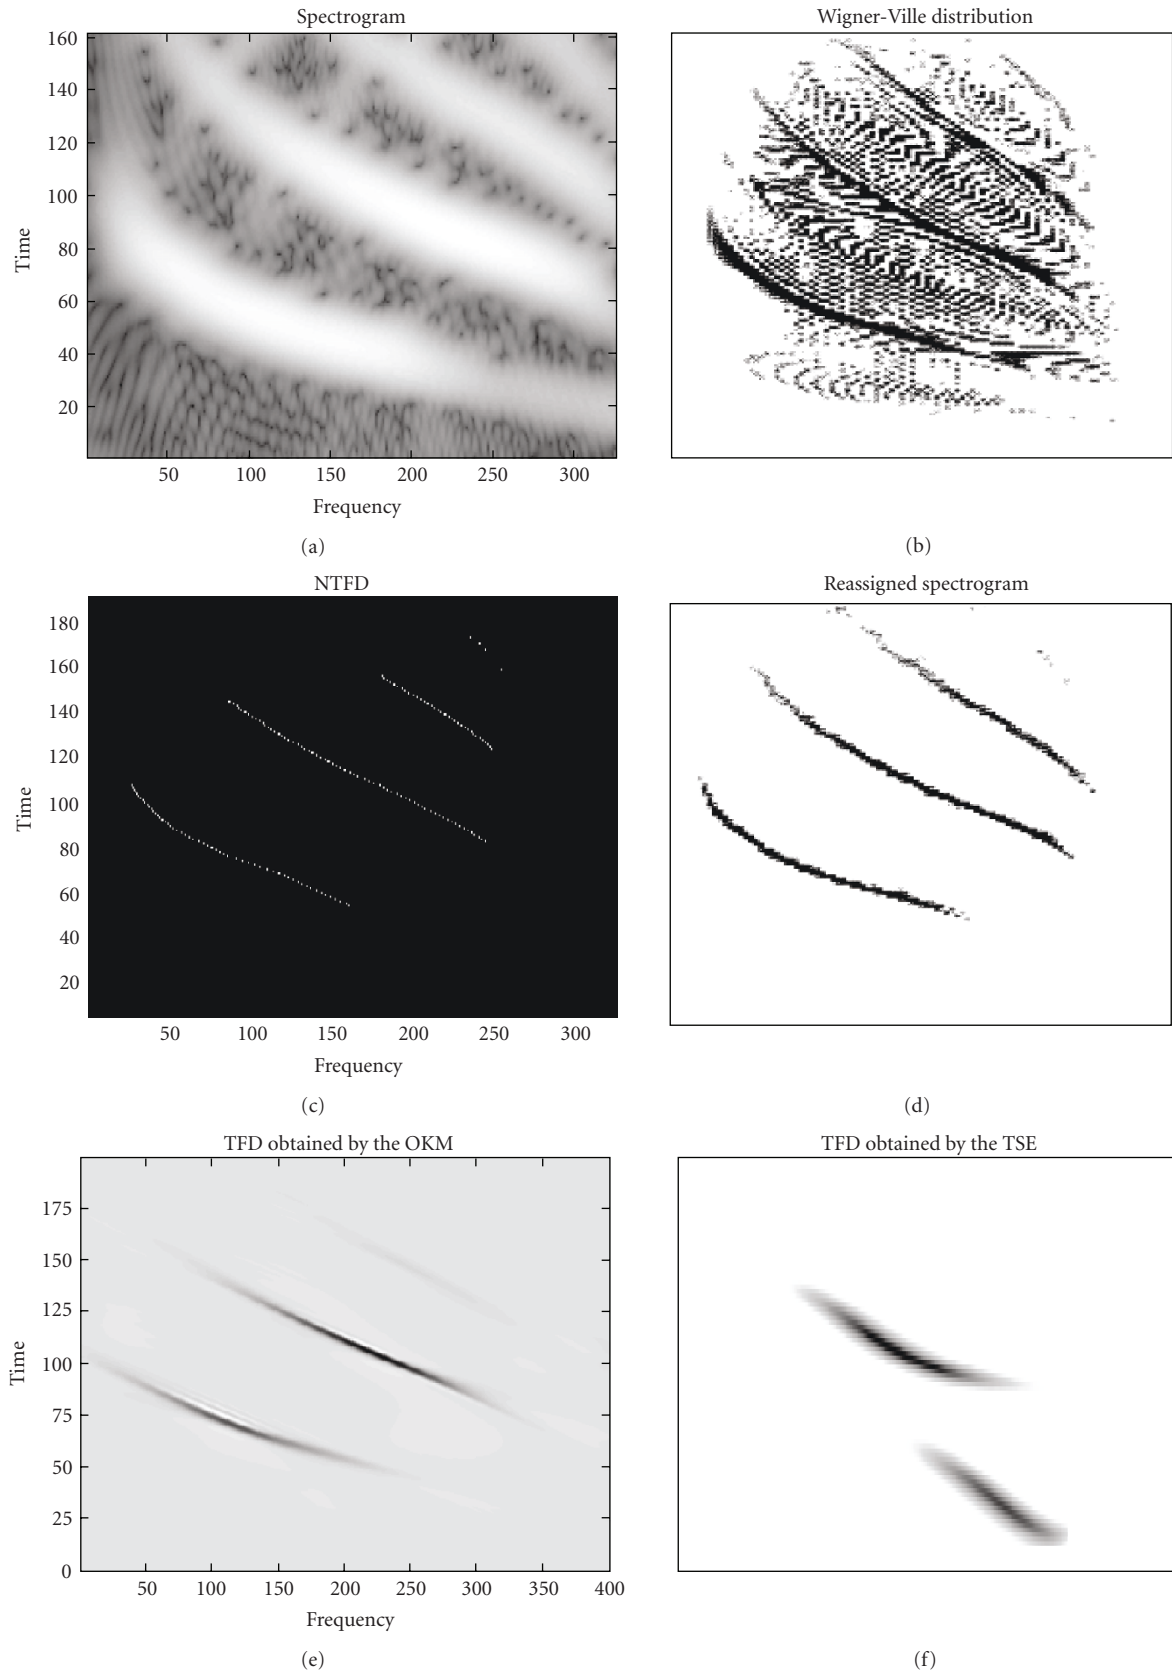 Spectrogram
160
140
120
100
80
60
40
20
Time
50 100 150 200 250 300
Frequency
(a)
Wigner-Ville distribution
(b)
NTFD
180
160
140
120
100
80
60
40
20
Time
50 100 150 200 250 300
Frequency
(c)
Reassigned spectrogram
(d)
TFD obtained by the OKM
175
150
125
100
75
50
25
0
Time
50 100 150 200 250 300 350 400
Frequency
(e)
TFD obtained by the TSE
(f)